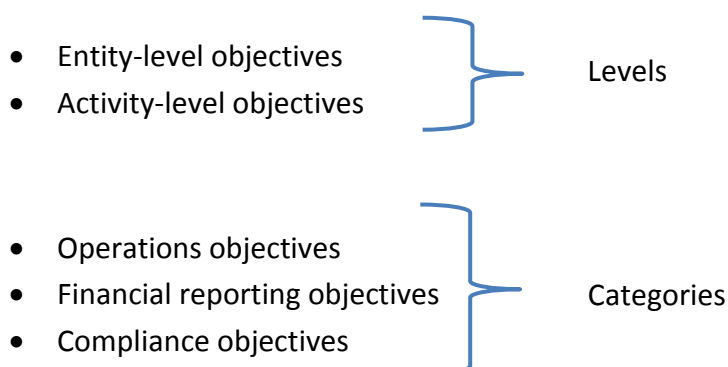 • Entity-level objectives
Levels
• Activity-level objectives
• Operations objectives
• Financial reporting objectives
Categories
• Compliance objectives